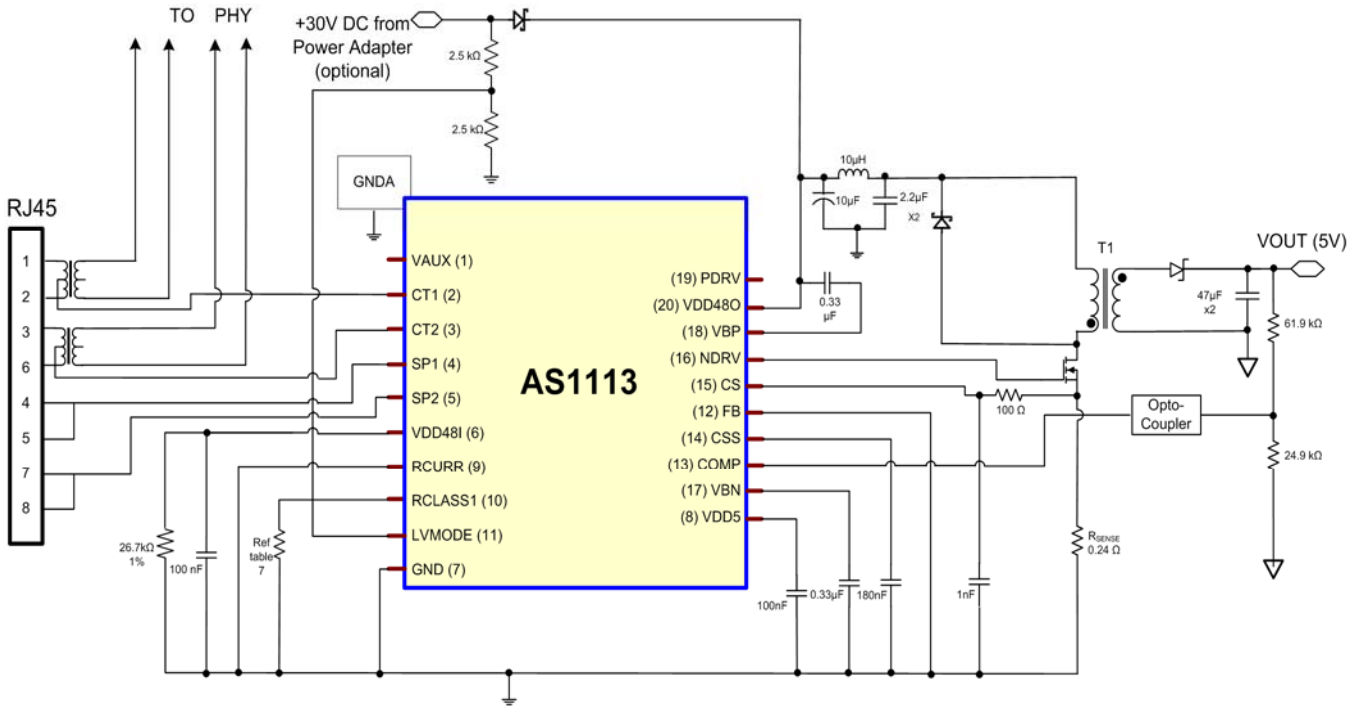 TO PHY
+30V DC from
Power Adapter
(optional)
2.5 kΩ
2.5 kΩ
GNDA
RJ45
1
2
3
6
4
5
7
8
AS1113
VAUX (1)
CT1 (2)
CT2 (3)
SP1 (4)
SP2 (5)
VDD48I (6)
RCURR (9)
RCLASS1 (10)
LVMODE (11)
GND (7)
(19) PDRV
(20) VDD48O
(18) VBP
(16) NDRV
(15) CS
(12) FB
(14) CSS
(13) COMP
(17) VBN
(8) VDD5
26.7kΩ
1%
100 nF
Ref
table
7
10µH
10µF
2.2µF
X2
0.33
µF
T1
VOUT (5V)
47µF
x2
61.9 kΩ
100 Ω
Opto-
Coupler
24.9 kΩ
RSENSE
0.24 Ω
100nF
0.33µF
180nF
1nF